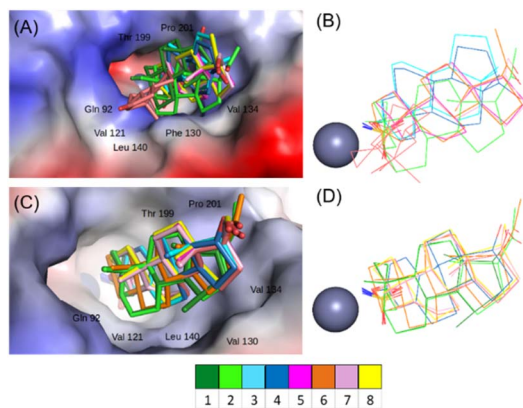 (A)
Thr 199
Pro 201
Gln 92
Val 134
Val 121
Phe 130
Leu 140
(B)
(C)
Thr 199
Pro 201
Gln 92
Val 134
Val 121
Leu 140
Val 130
(D)
1 2 3 4 5 6 7 8